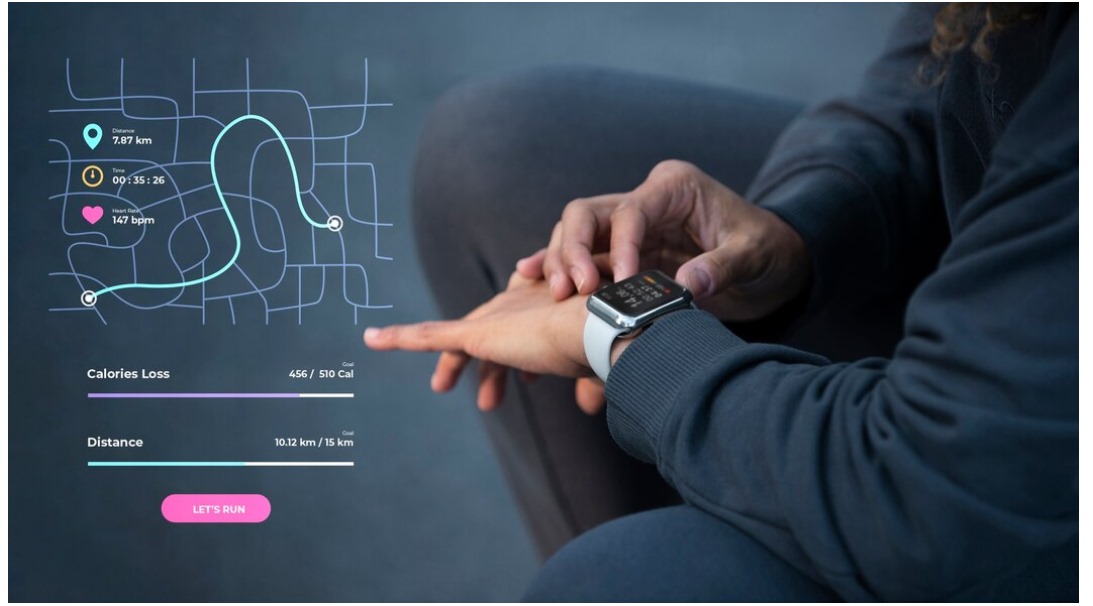 Distance
7.87 km
Time
00 : 35 : 26
Heart Rate
147 bpm
Goal
Calories Loss 456 / 510 Cal
Goal
Distance 10.12 km / 15 km
LET'S RUN